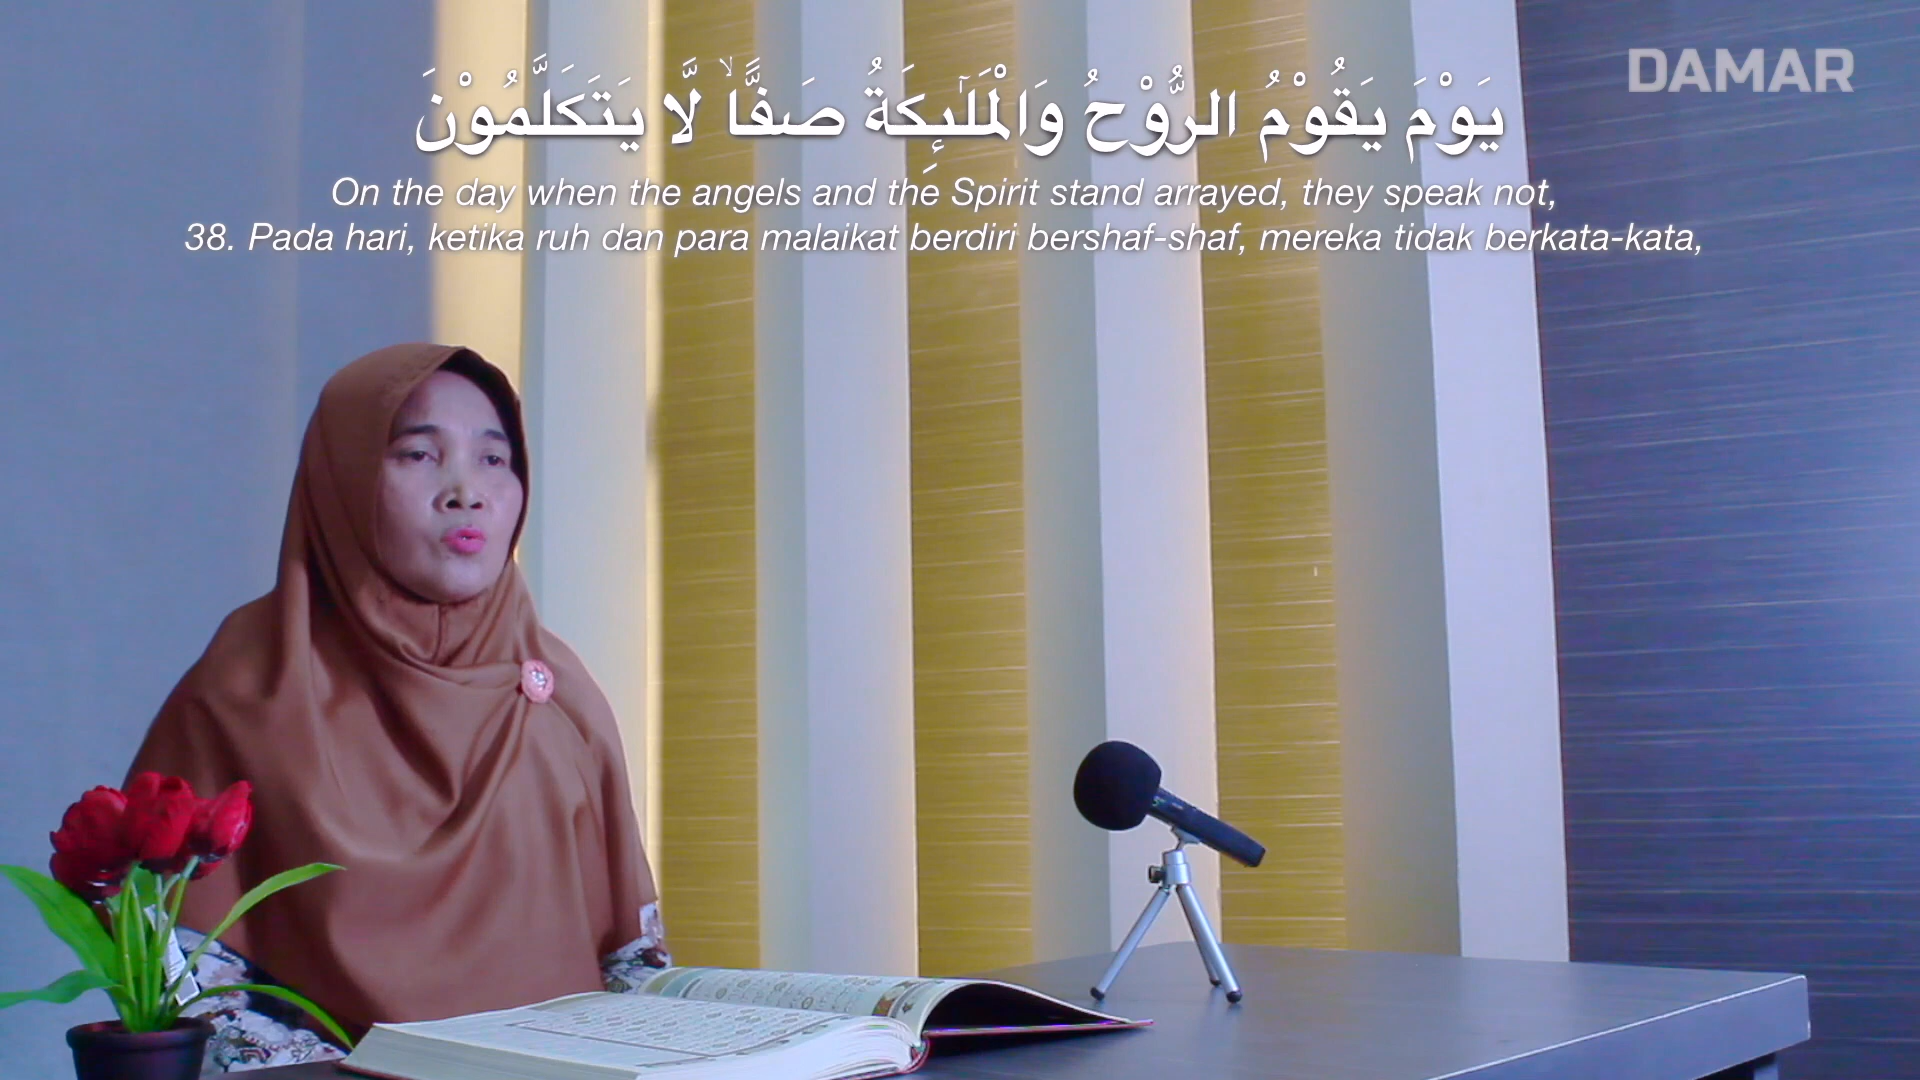 DAMAR
يَوْمَ يَقُوْمُ الرُّوْحُ وَالْمَلٰۤىِٕكَةُ صَفًّاۙ لَّا يَتَكَلَّمُوْنَ
On the day when the angels and the Spirit stand arrayed, they speak not,
38. Pada hari, ketika ruh dan para malaikat berdiri bershaf-shaf, mereka tidak berkata-kata,